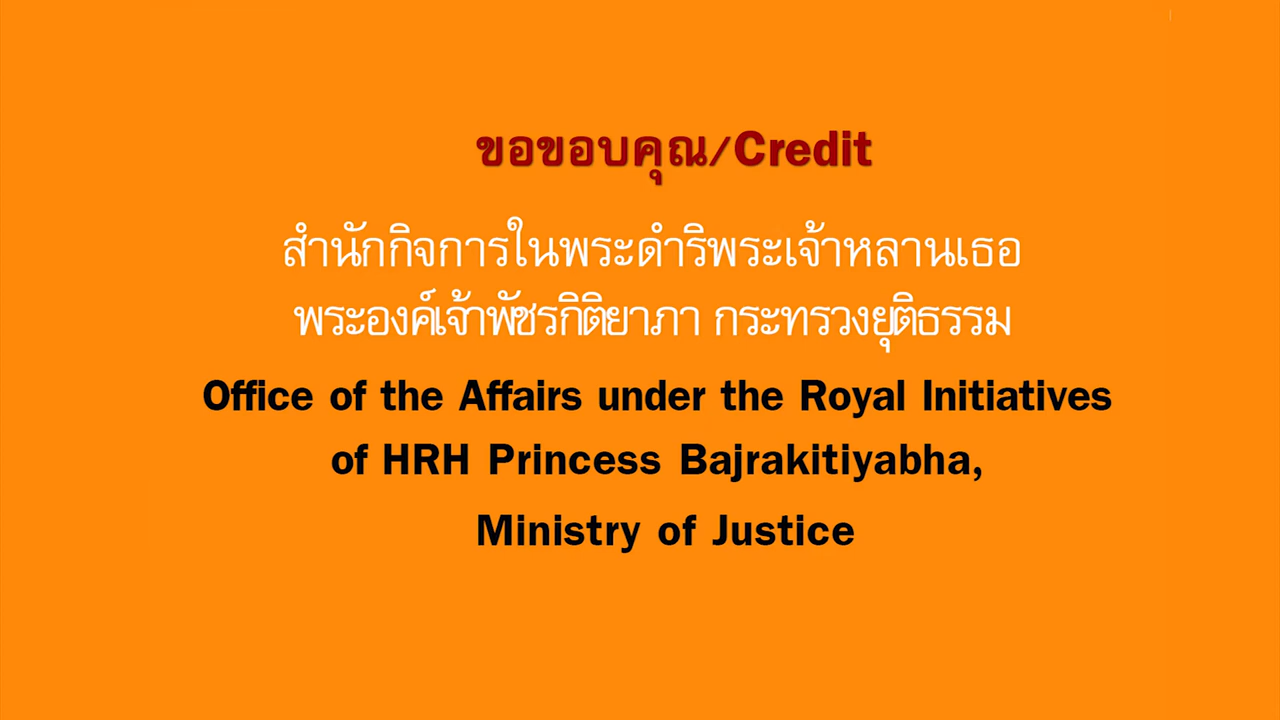 ขอขอบคุณ/Credit
สำนักกิจการในพระดำริพระเจ้าหลานเธอ
พระองค์เจ้าพัชรกิติยาภา กระทรวงยุติธรรม
Office of the Affairs under the Royal Initiatives
of HRH Princess Bajrakitiyabha,
Ministry of Justice